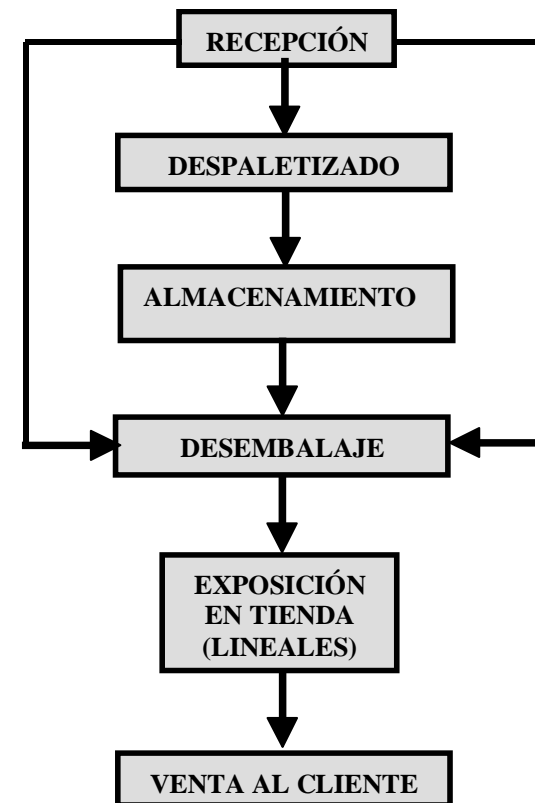 RECEPCIÓN
DESPALETIZADO
ALMACENAMIENTO
DESEMBALAJE
EXPOSICIÓN
EN TIENDA
(LINEALES)
VENTA AL CLIENTE